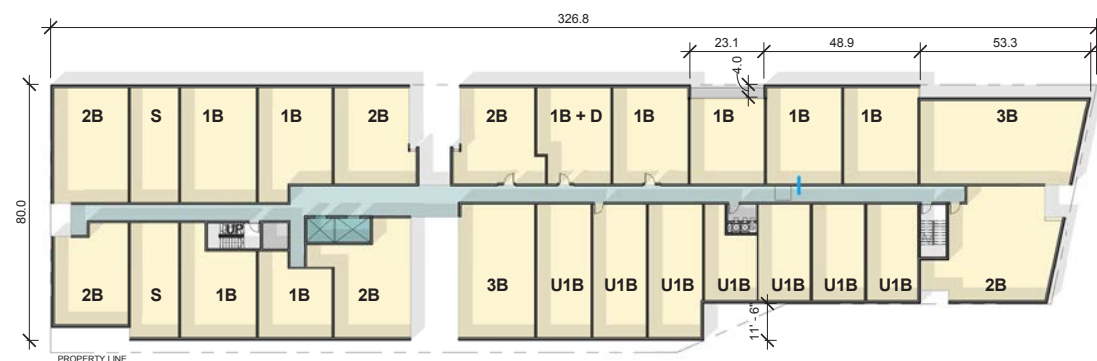 326.8
23.1
48.9
53.3
4.0
2B
S
1B
1B
2B
2B
1B + D
1B
1B
1B
1B
3B
80.0
UP
2B
S
1B
1B
2B
3B
U1B
U1B
U1B
U1B
U1B
U1B
U1B
2B
11' - 6"
PROPERTY LINE